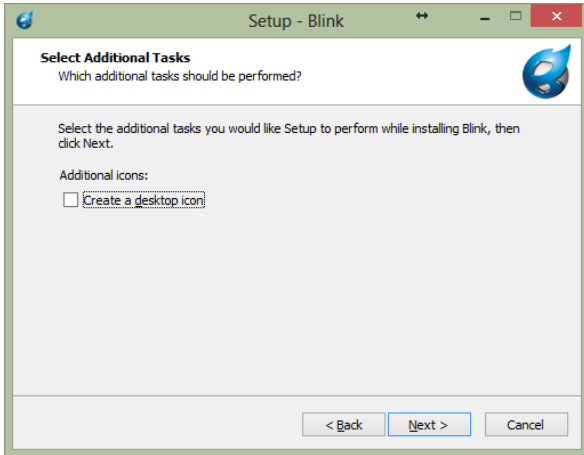 Setup - Blink
Select Additional Tasks
Which additional tasks should be performed?
Select the additional tasks you would like Setup to perform while installing Blink, then
click Next.
Additional icons:
Create a desktop icon
< Back Next > Cancel